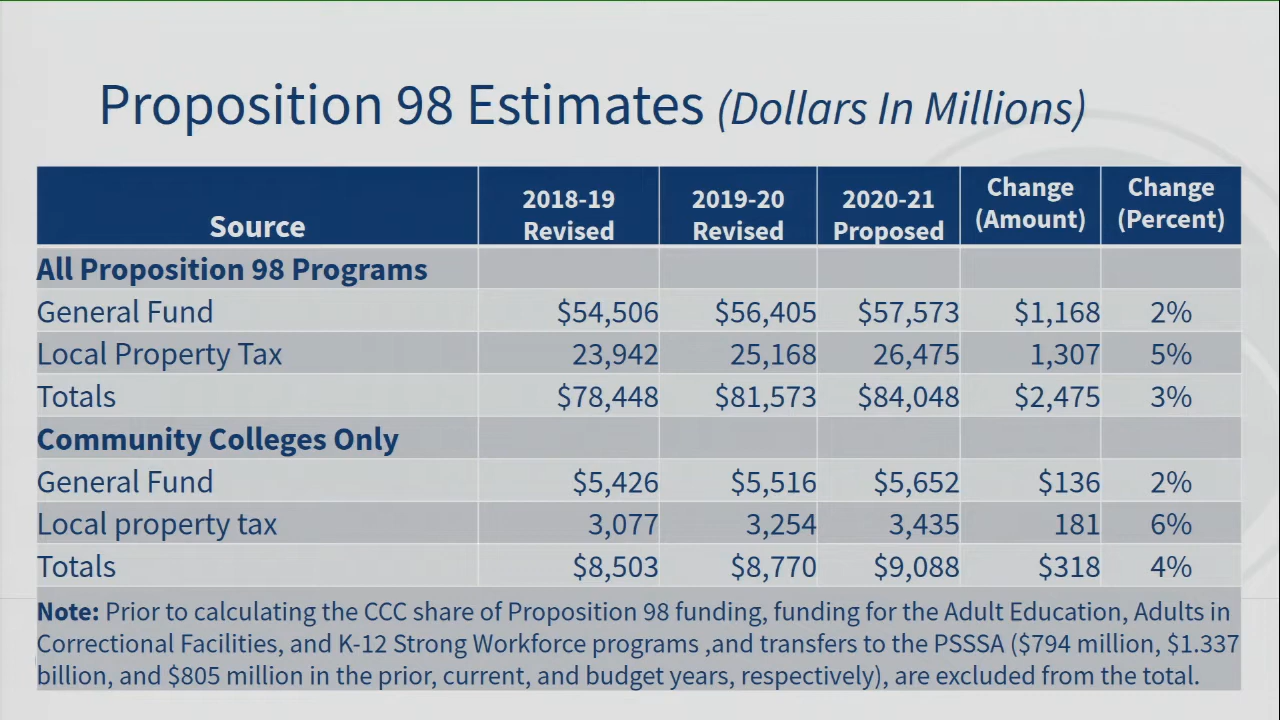 Proposition 98 Estimates (Dollars In Millions)
Source 2018-19 Revised 2019-20 Revised 2020-21 Proposed Change (Amount) Change (Percent)
All Proposition 98 Programs
General Fund $54,506 $56,405 $57,573 $1,168 2%
Local Property Tax 23,942 25,168 26,475 1,307 5%
Totals $78,448 $81,573 $84,048 $2,475 3%
Community Colleges Only
General Fund $5,426 $5,516 $5,652 $136 2%
Local property tax 3,077 3,254 3,435 181 6%
Totals $8,503 $8,770 $9,088 $318 4%
Note: Prior to calculating the CCC share of Proposition 98 funding, funding for the Adult Education, Adults in
Correctional Facilities, and K-12 Strong Workforce programs ,and transfers to the PSSSA ($794 million, $1.337
billion, and $805 million in the prior, current, and budget years, respectively), are excluded from the total.